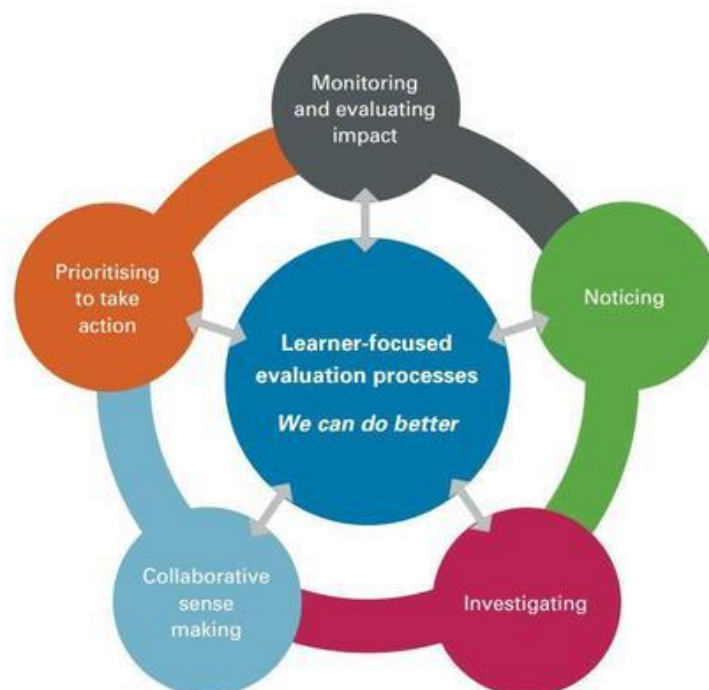 Monitoring
and evaluating
impact
Prioritising
to take
action
Noticing
Learner-focused
evaluation processes
We can do better
Collaborative
sense
making
Investigating